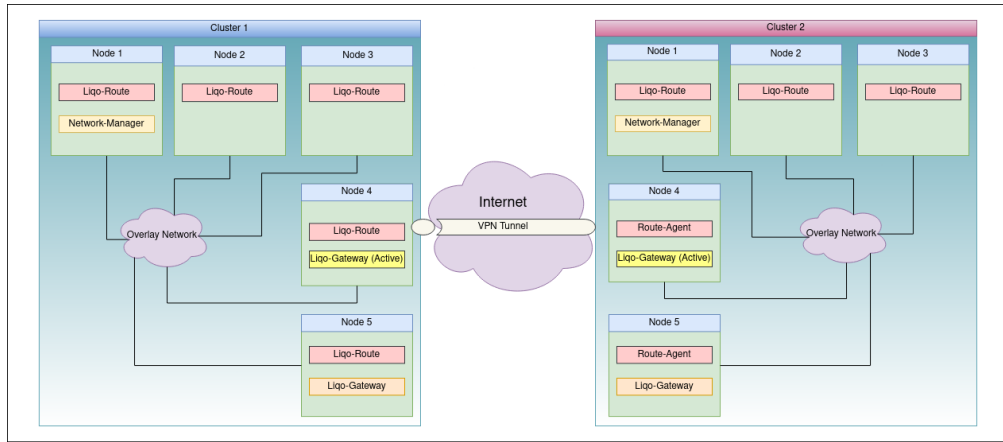 Cluster 1
Node 1
Liqo-Route
Network-Manager
Node 2
Liqo-Route
Node 3
Liqo-Route
Overlay Network
Node 4
Liqo-Route
Liqo-Gateway (Active)
Node 5
Liqo-Route
Liqo-Gateway
Internet
VPN Tunnel
Cluster 2
Node 1
Liqo-Route
Network-Manager
Node 2
Liqo-Route
Node 3
Liqo-Route
Node 4
Route-Agent
Liqo-Gateway (Active)
Overlay Network
Node 5
Route-Agent
Liqo-Gateway